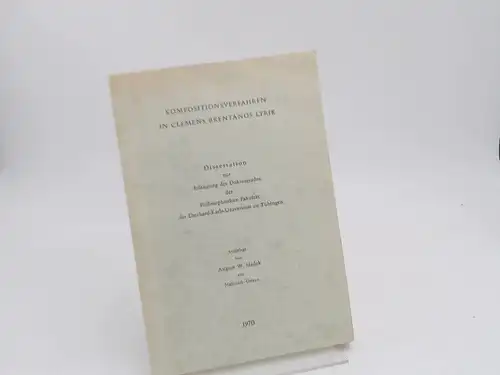 KOMPOSITIONSVERFAHREN
IN CLEMENS BRENTANOS LYRIK
Dissertation
zur
Erlangung des Doktorgrades
der
Philosophischen Fakultät
der Eberhard-Karls-Universität zu Tübingen
von
August W.
aus
1970